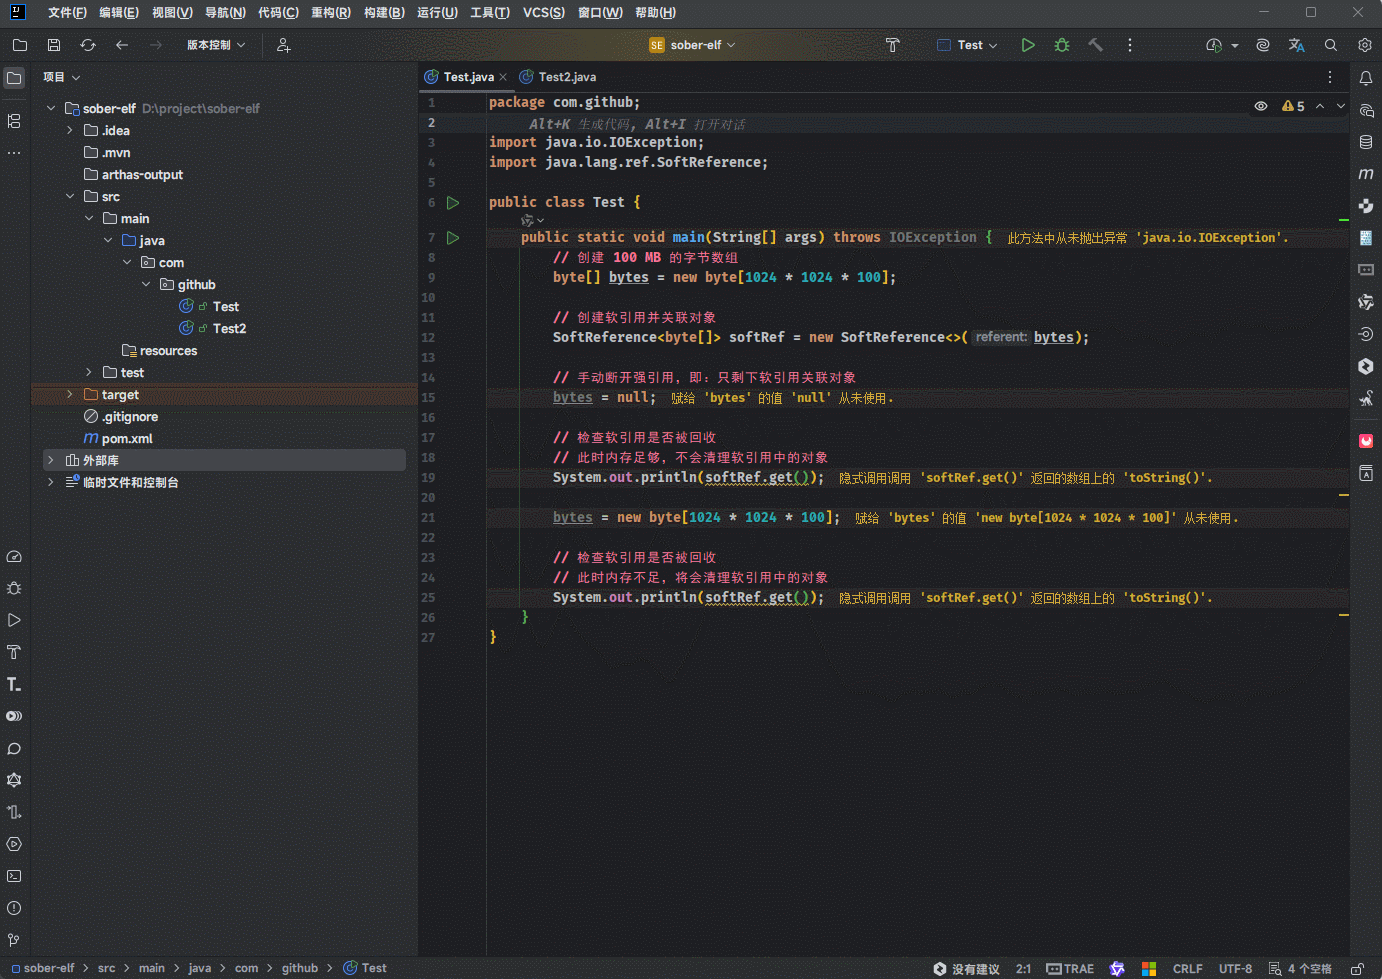 文件(F) 编辑(E) 视图(V) 导航(N) 代码(C) 重构(R) 构建(B) 运行(U) 工具(T) VCS(S) 窗口(W) 帮助(H)
版本控制 SE sober-elf Test
项目
sober-elf D:\project\sober-elf
.idea
.mvn
arthas-output
src
main
java
com
github
Test
Test2
resources
test
target
.gitignore
pom.xml
外部库
临时文件和控制台
Test.java Test2.java
5
1 package com.github;
2 Alt+K 生成代码, Alt+I 打开对话
3 import java.io.IOException;
4 import java.lang.ref.SoftReference;
5
6 public class Test {
7 public static void main(String[] args) throws IOException { 此方法中从未抛出异常 'java.io.IOException'.
8 // 创建 100 MB 的字节数组
9 byte[] bytes = new byte[1024 * 1024 * 100];
10
11 // 创建软引用并关联对象
12 SoftReference<byte[]> softRef = new SoftReference<>( referent: bytes);
13
14 // 手动断开强引用，即：只剩下软引用关联对象
15 bytes = null; 赋给 'bytes' 的值 'null' 从未使用.
16
17 // 检查软引用是否被回收
18 // 此时内存足够，不会清理软引用中的对象
19 System.out.println(softRef.get()); 隐式调用调用 'softRef.get()' 返回的数组上的 'toString()'.
20
21 bytes = new byte[1024 * 1024 * 100]; 赋给 'bytes' 的值 'new byte[1024 * 1024 * 100]' 从未使用.
22
23 // 检查软引用是否被回收
24 // 此时内存不足，将会清理软引用中的对象
25 System.out.println(softRef.get()); 隐式调用调用 'softRef.get()' 返回的数组上的 'toString()'.
26 }
27 }
sober-elf > src > main > java > com > github > Test
没有建议 2:1 TRAE CRLF UTF-8 4 个空格